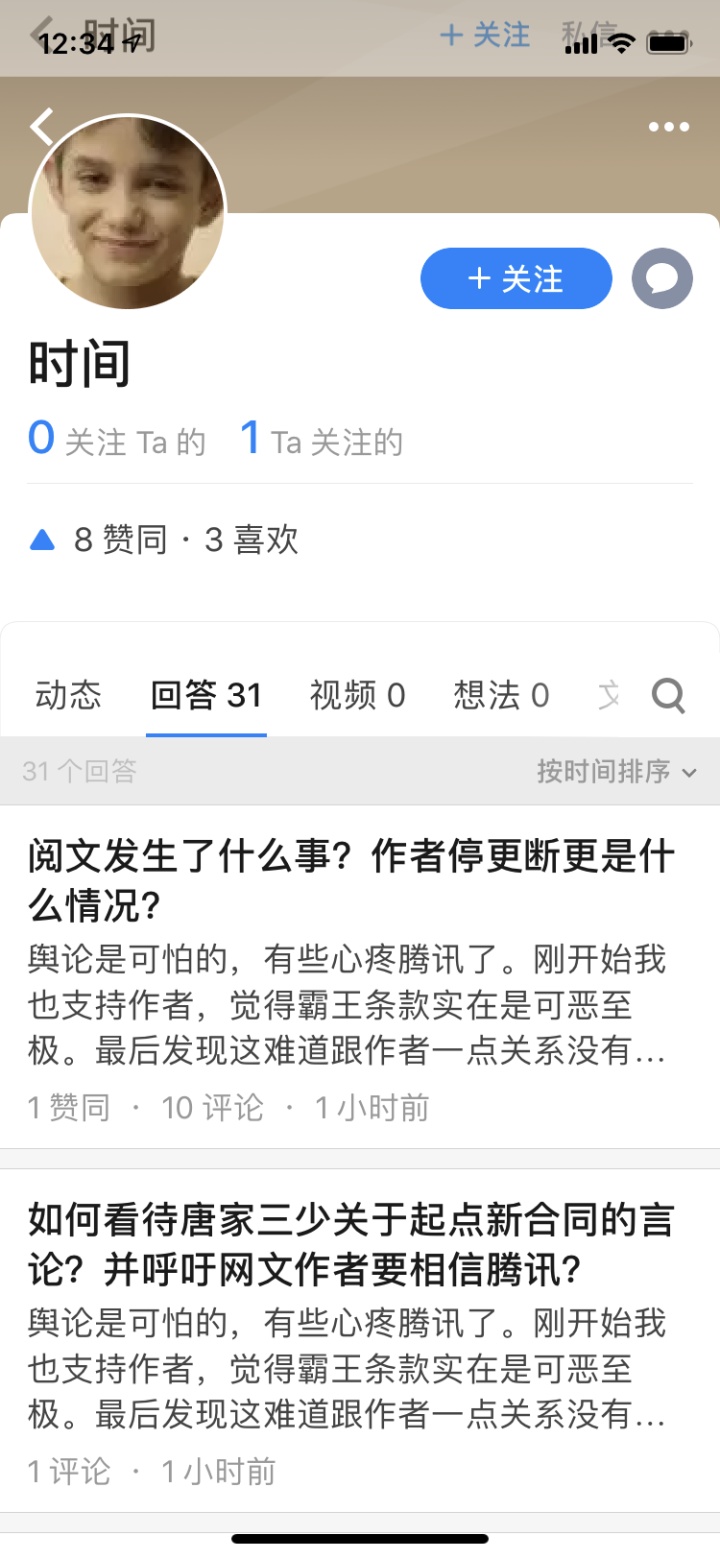 时间
+ 关注 私信
12:34
+ 关注
时间
0 关注 Ta 的 1 Ta 关注的
8 赞同 · 3 喜欢
动态 回答 31 视频 0 想法 0
31 个回答 按时间排序
阅文发生了什么事？作者停更断更是什
么情况？
舆论是可怕的，有些心疼腾讯了。刚开始我
也支持作者，觉得霸王条款实在是可恶至
极。最后发现这难道跟作者一点关系没有...
1 赞同 · 10 评论 · 1 小时前
如何看待唐家三少关于起点新合同的言
论？并呼吁网文作者要相信腾讯？
舆论是可怕的，有些心疼腾讯了。刚开始我
也支持作者，觉得霸王条款实在是可恶至
极。最后发现这难道跟作者一点关系没有...
1 评论 · 1 小时前